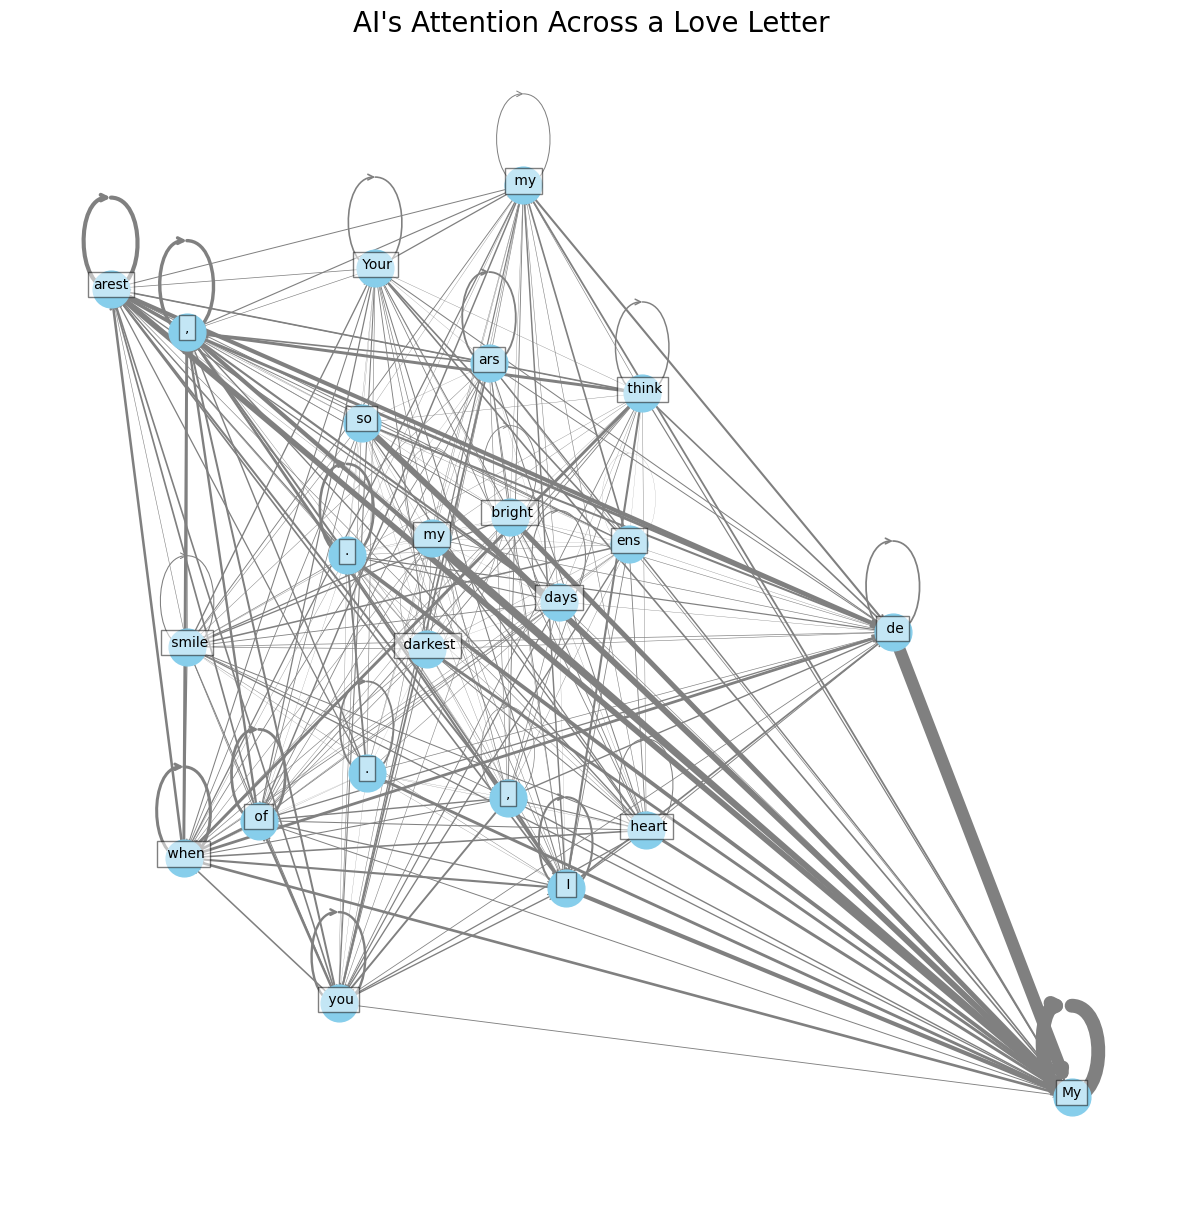 AI's Attention Across a Love Letter
my
Your
arest
,
ars
think
so
bright
my
ens
.
days
de
smile
darkest
.
,
of
heart
when
I
you
My